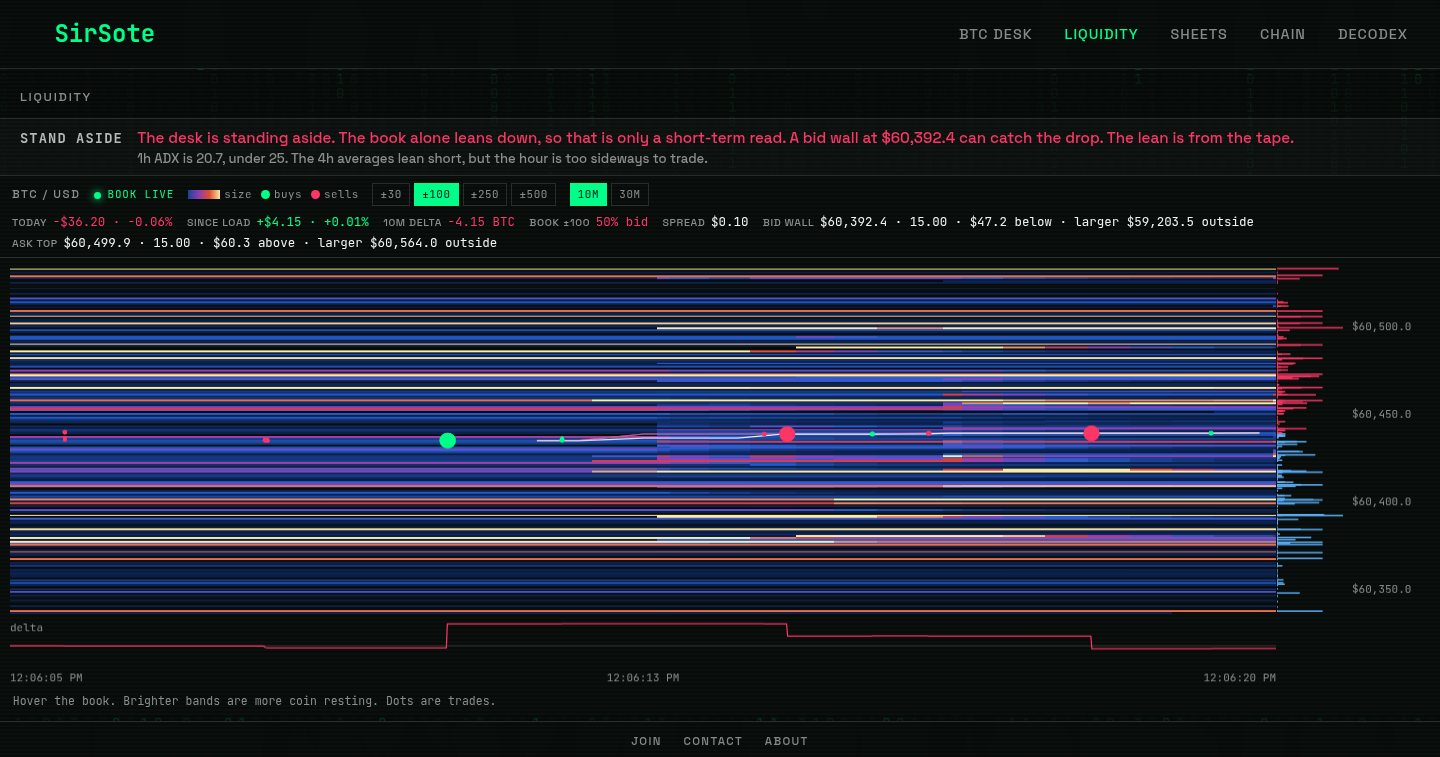 SirSote
BTC DESK LIQUIDITY SHEETS CHAIN DECODEX
LIQUIDITY
STAND ASIDE The desk is standing aside. The book alone leans down, so that is only a short-term read. A bid wall at $60,392.4 can catch the drop. The lean is from the tape.
1h ADX is 20.7, under 25. The 4h averages lean short, but the hour is too sideways to trade.
BTC / USD BOOK LIVE size buys sells ±30 ±100 ±250 ±500 10M 30M
TODAY -$36.20 · -0.06% SINCE LOAD +$4.15 · +0.01% 10M DELTA -4.15 BTC BOOK ±100 50% bid SPREAD $0.10 BID WALL $60,392.4 · 15.00 · $47.2 below · larger $59,203.5 outside
ASK TOP $60,499.9 · 15.00 · $60.3 above · larger $60,564.0 outside
$60,500.0
$60,450.0
$60,400.0
$60,350.0
delta
12:06:05 PM 12:06:13 PM 12:06:20 PM
Hover the book. Brighter bands are more coin resting. Dots are trades.
JOIN CONTACT ABOUT